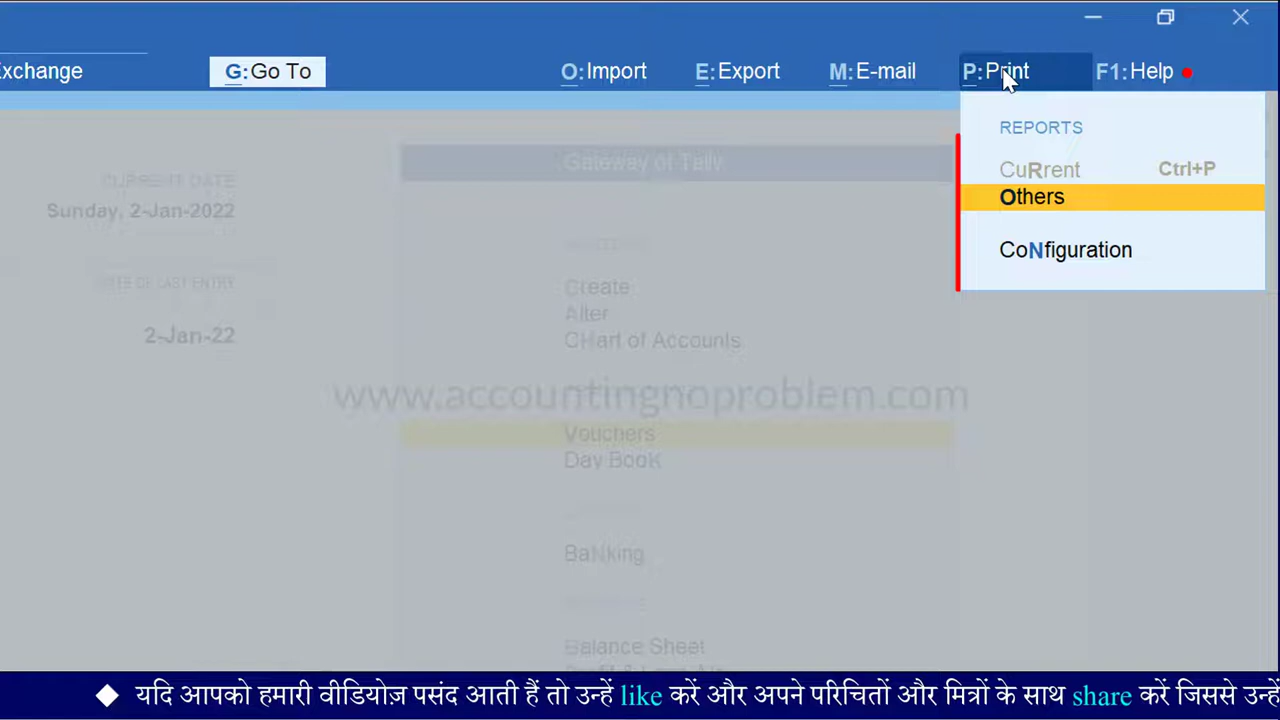 Exchange
G:Go To
O:Import
E:Export
M:E-mail
P:Print
F1:Help
REPORTS
CuRrent Ctrl+P
Others
CoNfiguration
CURRENT DATE
Sunday, 2-Jan-2022
DATE OF LAST ENTRY
2-Jan-22
Gateway of Tally
Create
Alter
CHart of Accounts
www.accountingnoproblem.com
Vouchers
Day BooK
BaNking
Balance Sheet
◆ यदि आपको हमारी वीडियोज़ पसंद आती हैं तो उन्हें like करें और अपने परिचितों और मित्रों के साथ share करें जिससे उन्हें